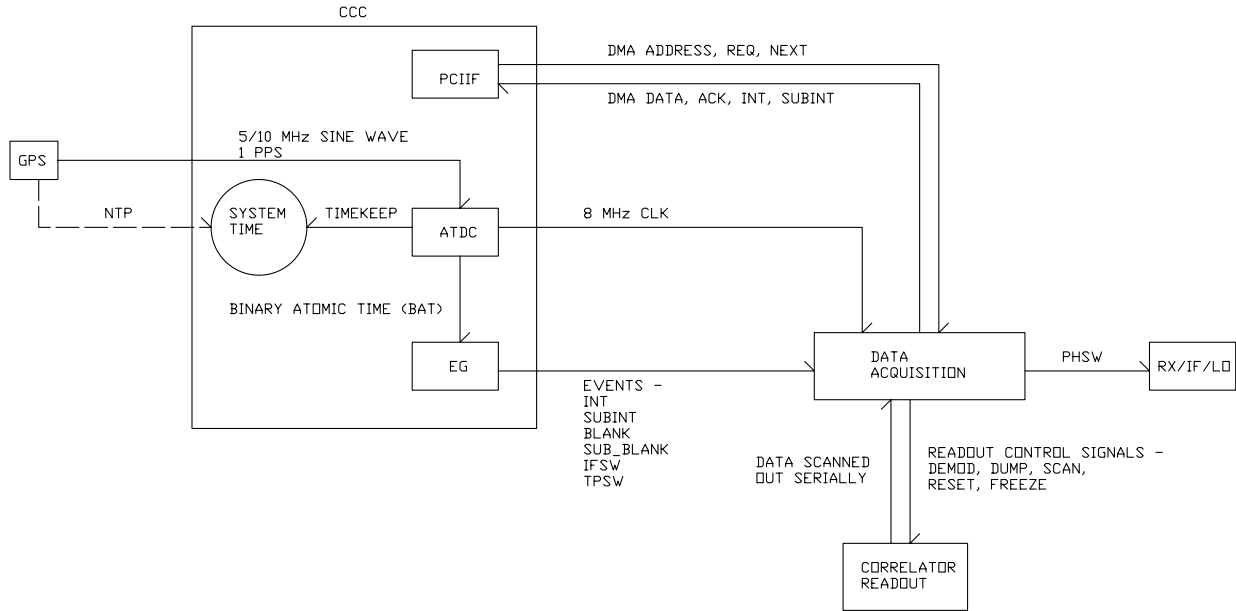 CCC
PCIIF
DMA ADDRESS, REQ, NEXT
DMA DATA, ACK, INT, SUBINT
5/10 MHz SINE WAVE
1 PPS
GPS
NTP
SYSTEM
TIME
TIMEKEEP
ATDC
8 MHz CLK
BINARY ATOMIC TIME (BAT)
EG
EVENTS -
INT
SUBINT
BLANK
SUB_BLANK
IFSW
TPSW
DATA
ACQUISITION
PHSW
RX/IF/LO
DATA SCANNED
OUT SERIALLY
READOUT CONTROL SIGNALS -
DEMOD, DUMP, SCAN,
RESET, FREEZE
CORRELATOR
READOUT